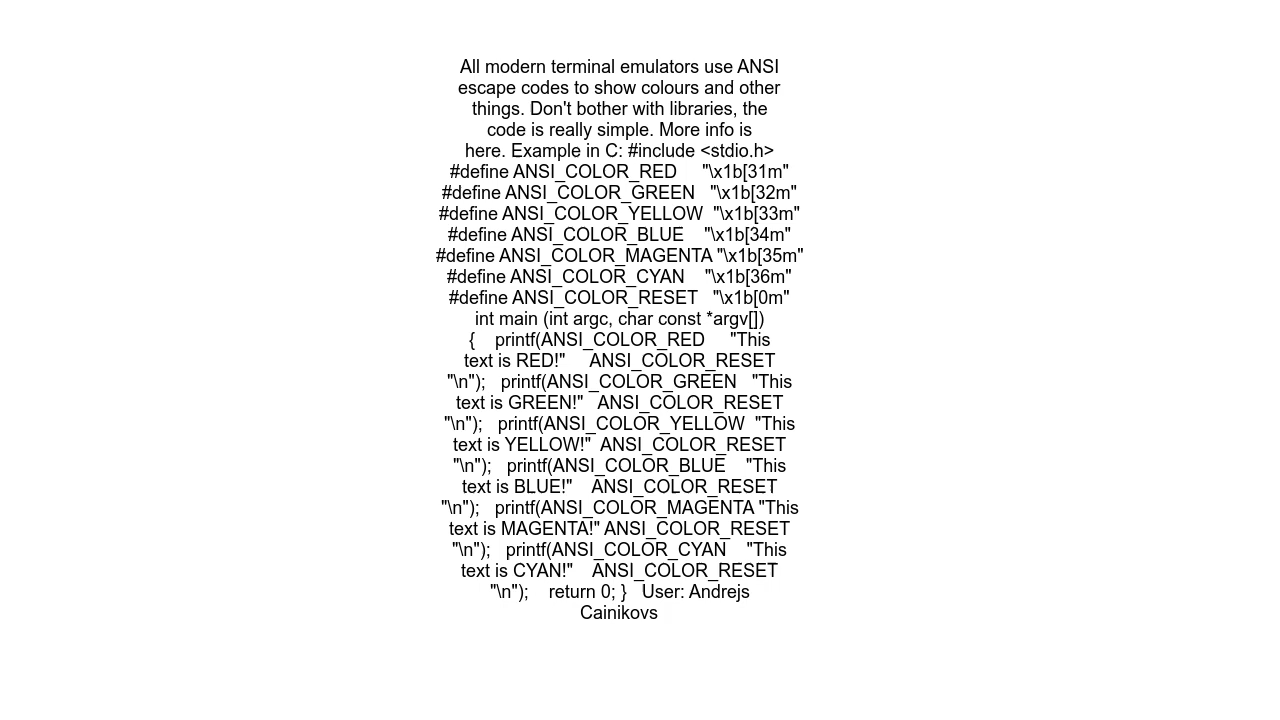 All modern terminal emulators use ANSI
escape codes to show colours and other
things. Don't bother with libraries, the
code is really simple. More info is
here. Example in C: #include <stdio.h>
#define ANSI_COLOR_RED     "\x1b[31m"
#define ANSI_COLOR_GREEN   "\x1b[32m"
#define ANSI_COLOR_YELLOW  "\x1b[33m"
#define ANSI_COLOR_BLUE    "\x1b[34m"
#define ANSI_COLOR_MAGENTA "\x1b[35m"
#define ANSI_COLOR_CYAN    "\x1b[36m"
#define ANSI_COLOR_RESET   "\x1b[0m"
int main (int argc, char const *argv[])
{    printf(ANSI_COLOR_RED     "This
text is RED!"     ANSI_COLOR_RESET
"\n");   printf(ANSI_COLOR_GREEN   "This
text is GREEN!"   ANSI_COLOR_RESET
"\n");   printf(ANSI_COLOR_YELLOW  "This
text is YELLOW!"  ANSI_COLOR_RESET
"\n");   printf(ANSI_COLOR_BLUE    "This
text is BLUE!"    ANSI_COLOR_RESET
"\n");   printf(ANSI_COLOR_MAGENTA "This
text is MAGENTA!" ANSI_COLOR_RESET
"\n");   printf(ANSI_COLOR_CYAN    "This
text is CYAN!"    ANSI_COLOR_RESET
"\n");    return 0; }   User: Andrejs
Cainikovs